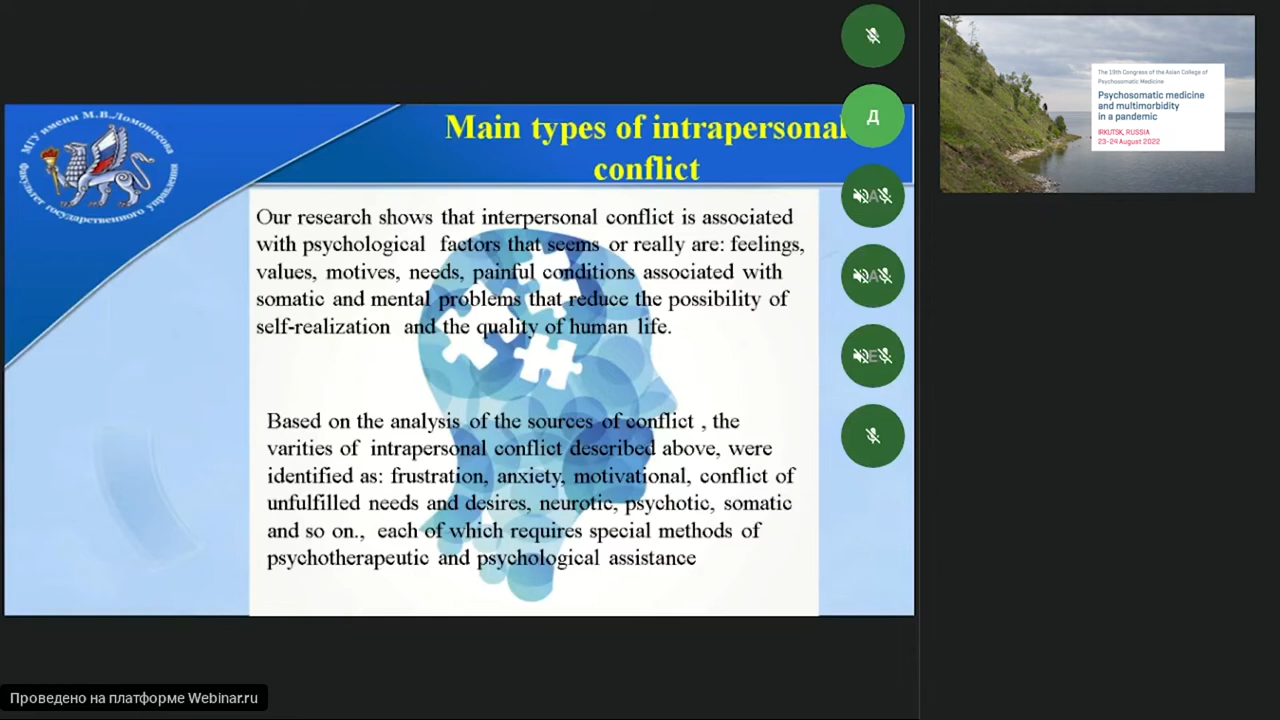 МГУ имени М.В.Ломоносова
факультет государственного управления
Main types of intrapersonal
conflict
Our research shows that interpersonal conflict is associated
with psychological factors that seems or really are: feelings,
values, motives, needs, painful conditions associated with
somatic and mental problems that reduce the possibility of
self-realization and the quality of human life.
Based on the analysis of the sources of conflict , the
varities of intrapersonal conflict described above, were
identified as: frustration, anxiety, motivational, conflict of
unfulfilled needs and desires, neurotic, psychotic, somatic
and so on., each of which requires special methods of
psychotherapeutic and psychological assistance
Д
A
A
E
The 19th Congress of the Asian College of
Psychosomatic Medicine
Psychosomatic medicine
and multimorbidity
in a pandemic
IRKUTSK, RUSSIA
23-24 August 2022
Проведено на платформе Webinar.ru